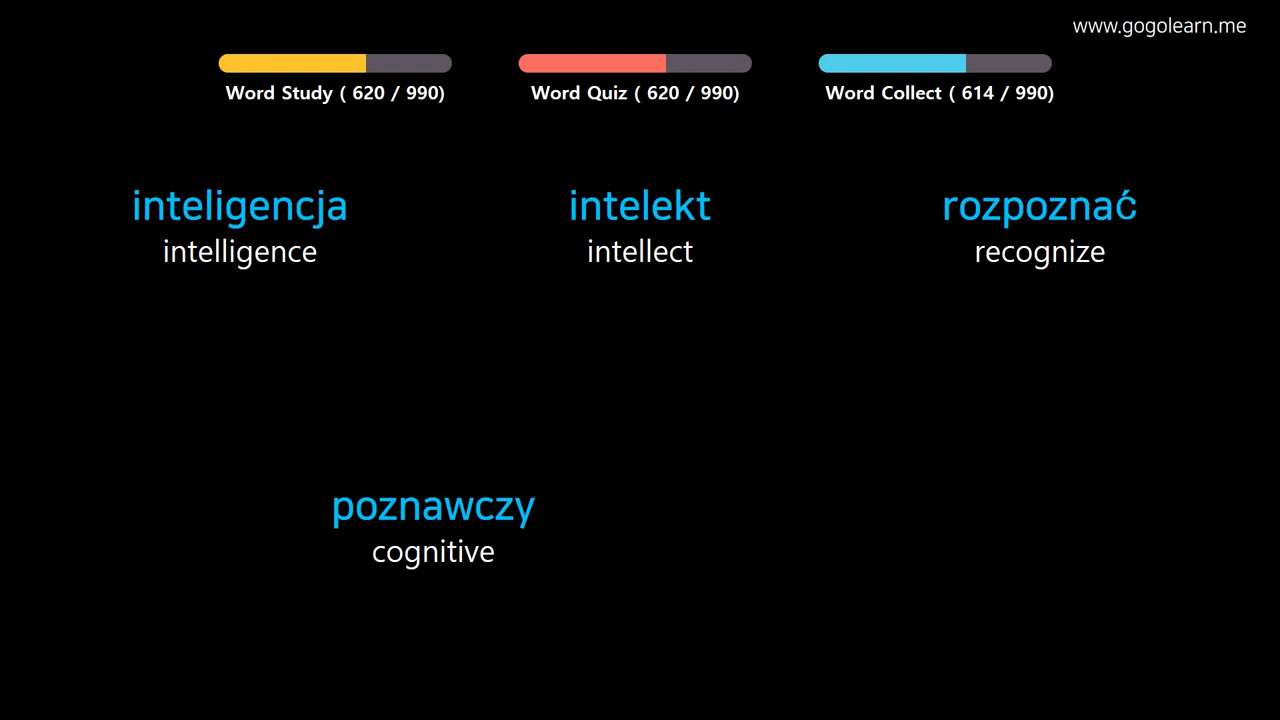 www.gogolearn.me
Word Study ( 620 / 990)
Word Quiz ( 620 / 990)
Word Collect ( 614 / 990)
inteligencja
intelligence
intelekt
intellect
rozpoznać
recognize
poznawczy
cognitive